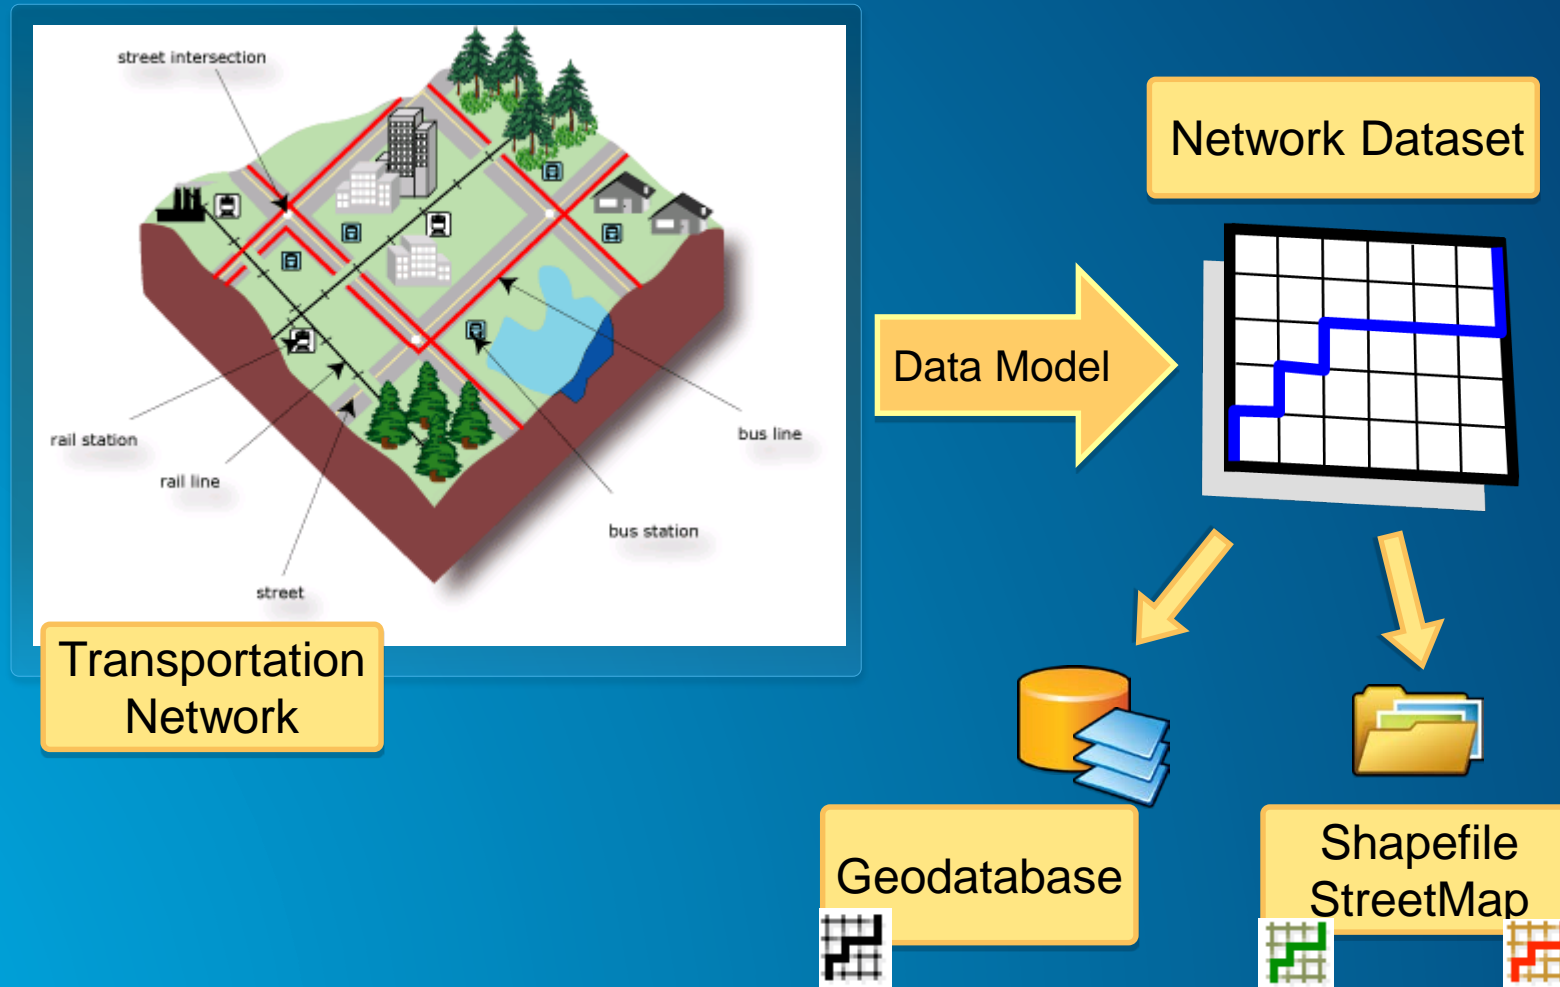 street intersection
rail station
rail line
street
bus line
bus station
Transportation
Network
Data Model
Network Dataset
Geodatabase
Shapefile
StreetMap